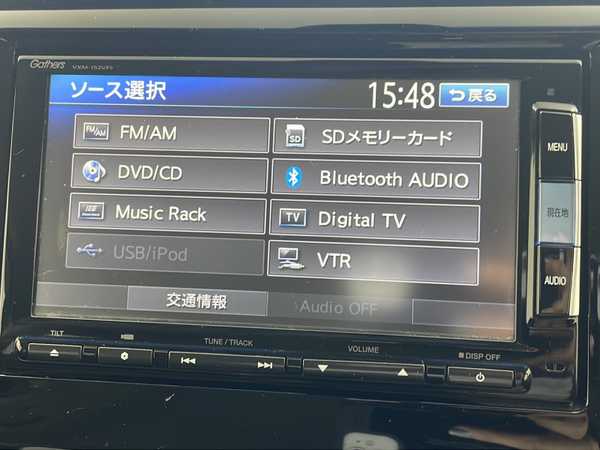 Gathers
ソース選択
15:48
戻る
FM/AM
FM/AM
SD
SDメモリーカード
DVD/CD
Bluetooth AUDIO
Music Rack
TV
Digital TV
USB/iPod
VTR
交通情報
Audio OFF
MENU
現在地
AUDIO
TILT
TUNE / TRACK
VOLUME
DISP OFF